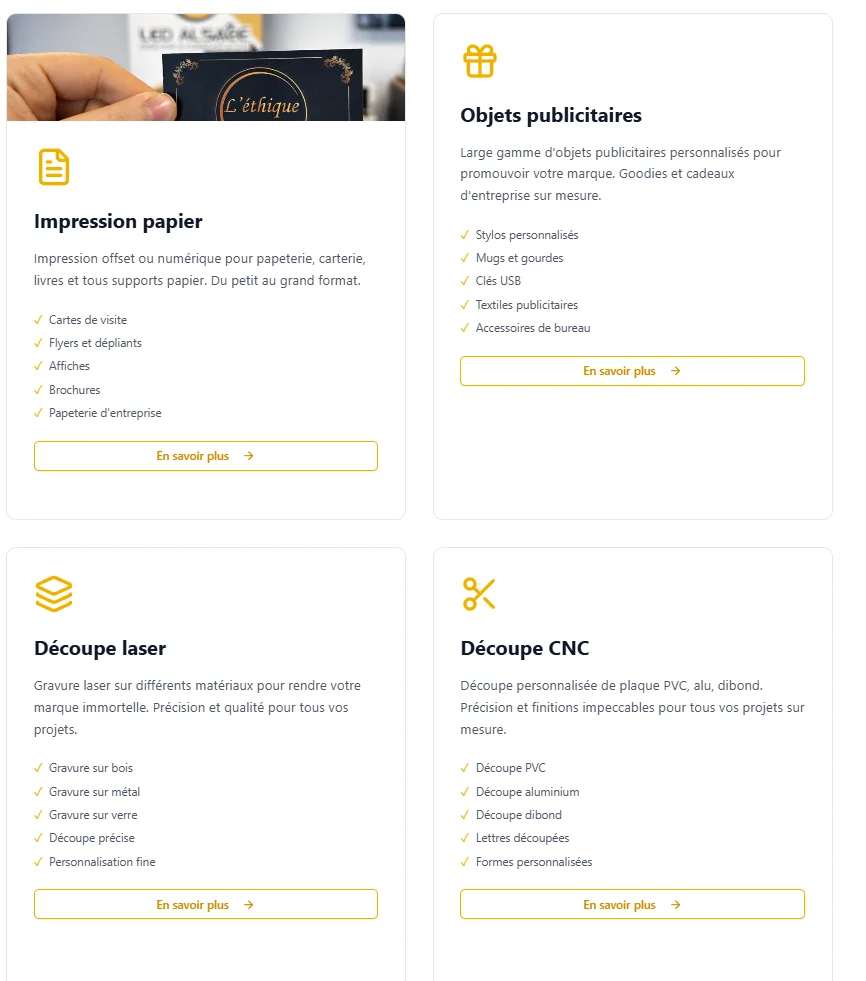 LED ALSACE
L'éthique
Impression papier
Impression offset ou numérique pour papeterie, carterie,
livres et tous supports papier. Du petit au grand format.
✓ Cartes de visite
✓ Flyers et dépliants
✓ Affiches
✓ Brochures
✓ Papeterie d'entreprise
En savoir plus →
Objets publicitaires
Large gamme d'objets publicitaires personnalisés pour
promouvoir votre marque. Goodies et cadeaux
d'entreprise sur mesure.
✓ Stylos personnalisés
✓ Mugs et gourdes
✓ Clés USB
✓ Textiles publicitaires
✓ Accessoires de bureau
En savoir plus →
Découpe laser
Gravure laser sur différents matériaux pour rendre votre
marque immortelle. Précision et qualité pour tous vos
projets.
✓ Gravure sur bois
✓ Gravure sur métal
✓ Gravure sur verre
✓ Découpe précise
✓ Personnalisation fine
En savoir plus →
Découpe CNC
Découpe personnalisée de plaque PVC, alu, dibond.
Précision et finitions impeccables pour tous vos projets sur
mesure.
✓ Découpe PVC
✓ Découpe aluminium
✓ Découpe dibond
✓ Lettres découpées
✓ Formes personnalisées
En savoir plus →